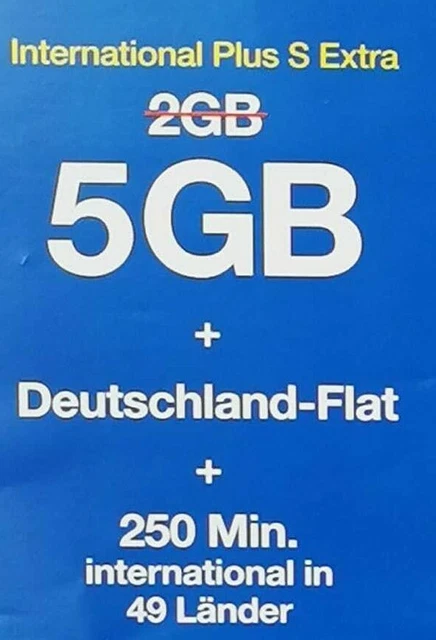 International Plus S Extra
2GB
5GB
+
Deutschland-Flat
+
250 Min.
international in
49 Länder